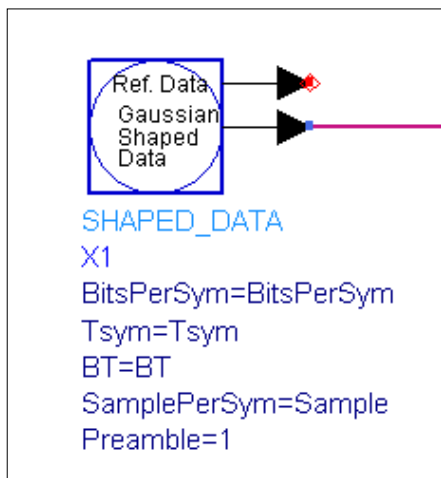 Ref. Data
Gaussian
Shaped
Data
SHAPED_DATA
X1
BitsPerSym=BitsPerSym
Tsym=Tsym
BT=BT
SamplePerSym=Sample
Preamble=1